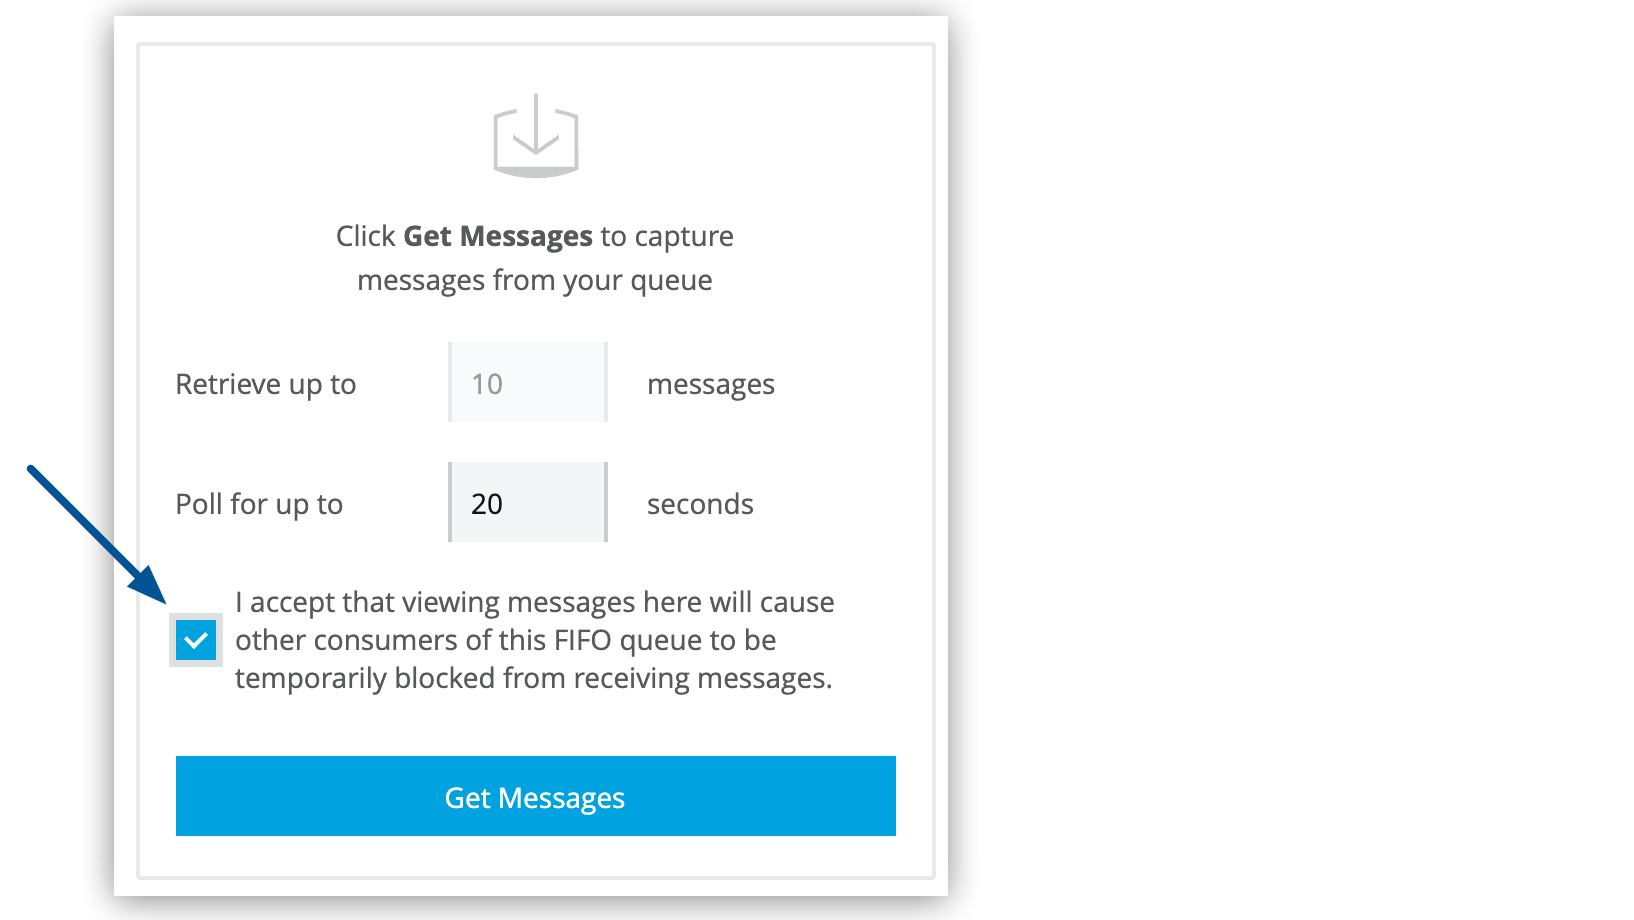 Click Get Messages to capture
messages from your queue
Retrieve up to 10 messages
Poll for up to 20 seconds
I accept that viewing messages here will cause
other consumers of this FIFO queue to be
temporarily blocked from receiving messages.
Get Messages